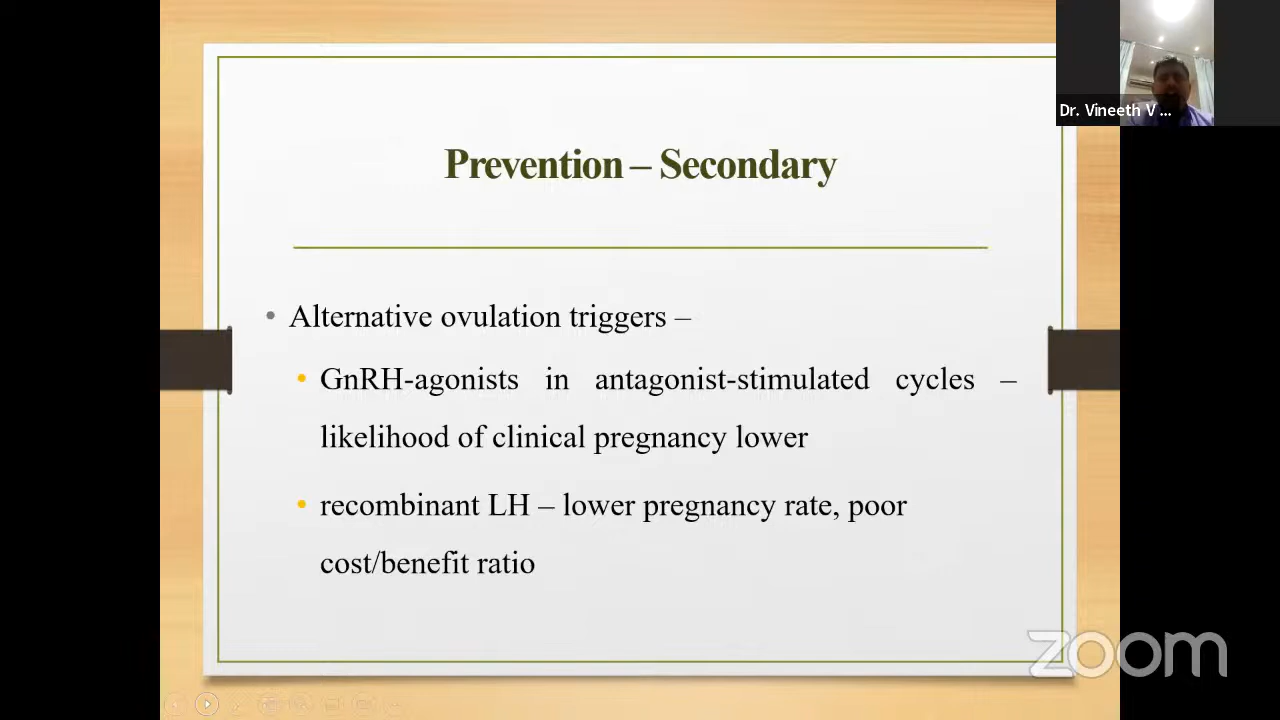 Dr. Vineeth V ...
Prevention – Secondary
• Alternative ovulation triggers –
• GnRH-agonists in antagonist-stimulated cycles –
likelihood of clinical pregnancy lower
• recombinant LH – lower pregnancy rate, poor
cost/benefit ratio
zoom